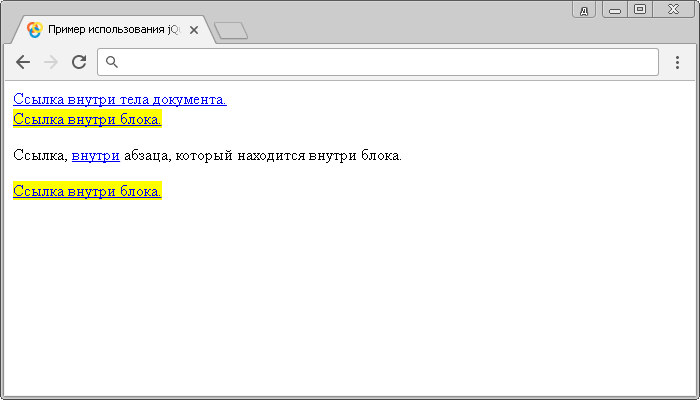 д
Пример использования jQ
Ссылка внутри тела документа.
Ссылка внутри блока.
Ссылка, внутри абзаца, который находится внутри блока.
Ссылка внутри блока.